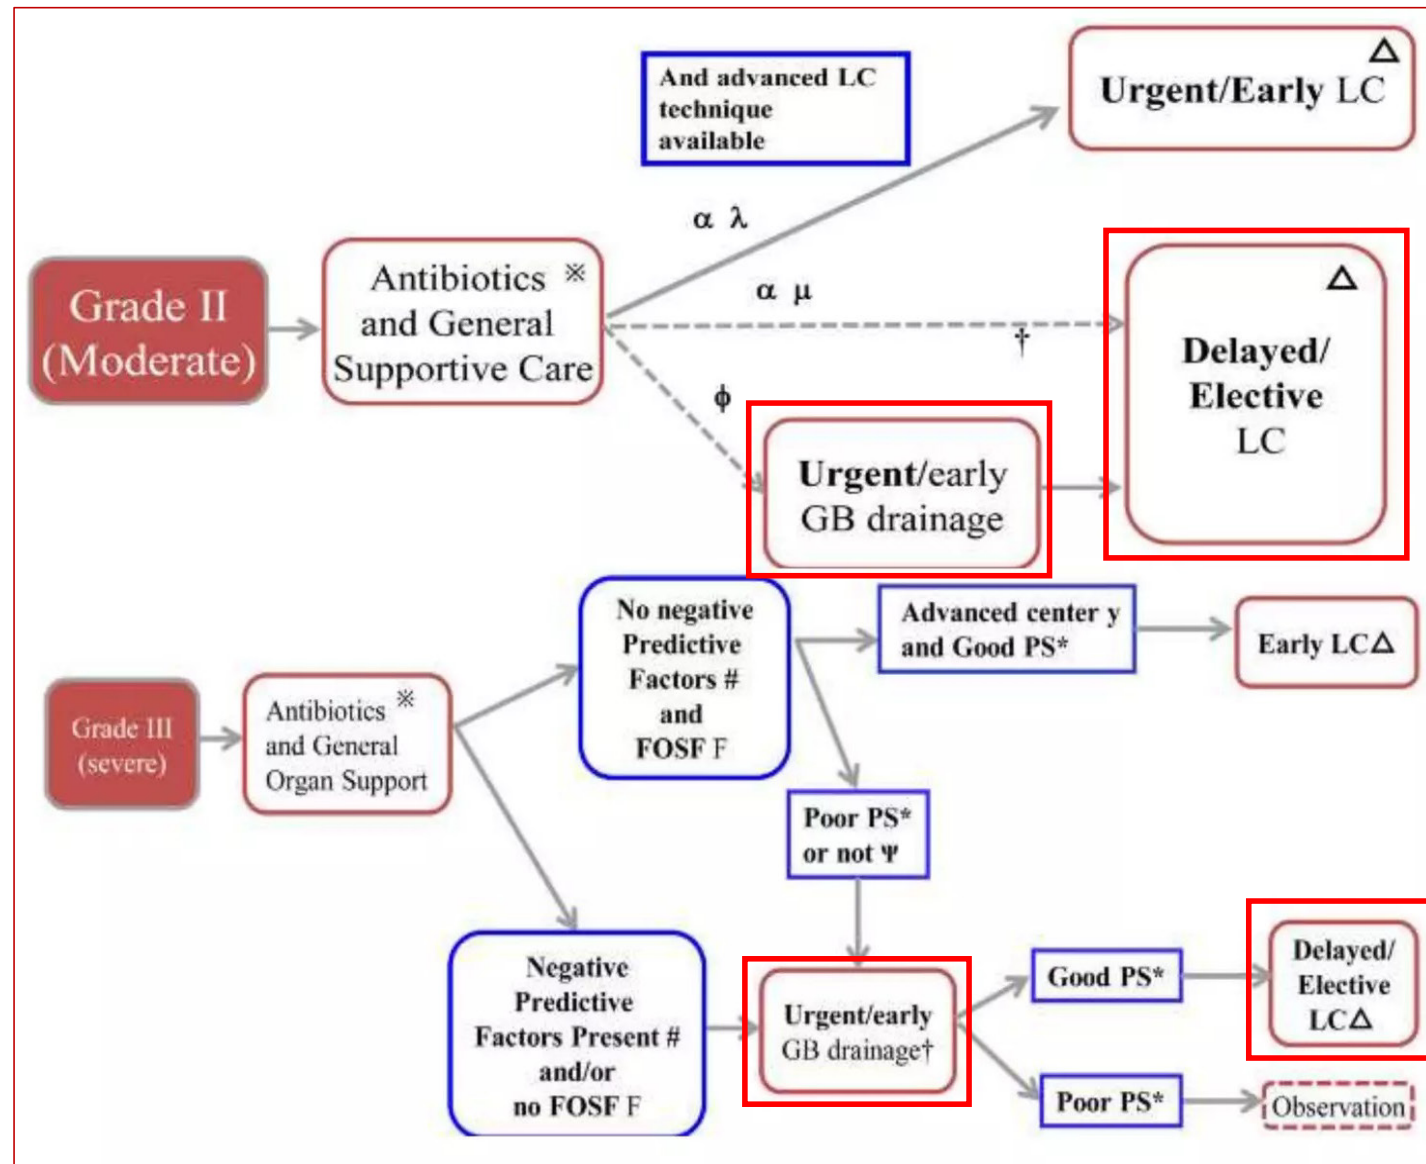 And advanced LC
technique
available
Urgent/Early LC △
α λ
Grade II
(Moderate)
Antibiotics ※
and General
Supportive Care
α μ
†
ϕ
△
Delayed/
Elective
LC
Urgent/early
GB drainage
No negative
Predictive
Factors #
and
FOSF F
Advanced center y
and Good PS*
Early LC△
Grade III
(severe)
Antibiotics ※
and General
Organ Support
Poor PS*
or not Ψ
Negative
Predictive
Factors Present #
and/or
no FOSF F
Urgent/early
GB drainage†
Good PS*
Delayed/
Elective
LC△
Poor PS*
Observation